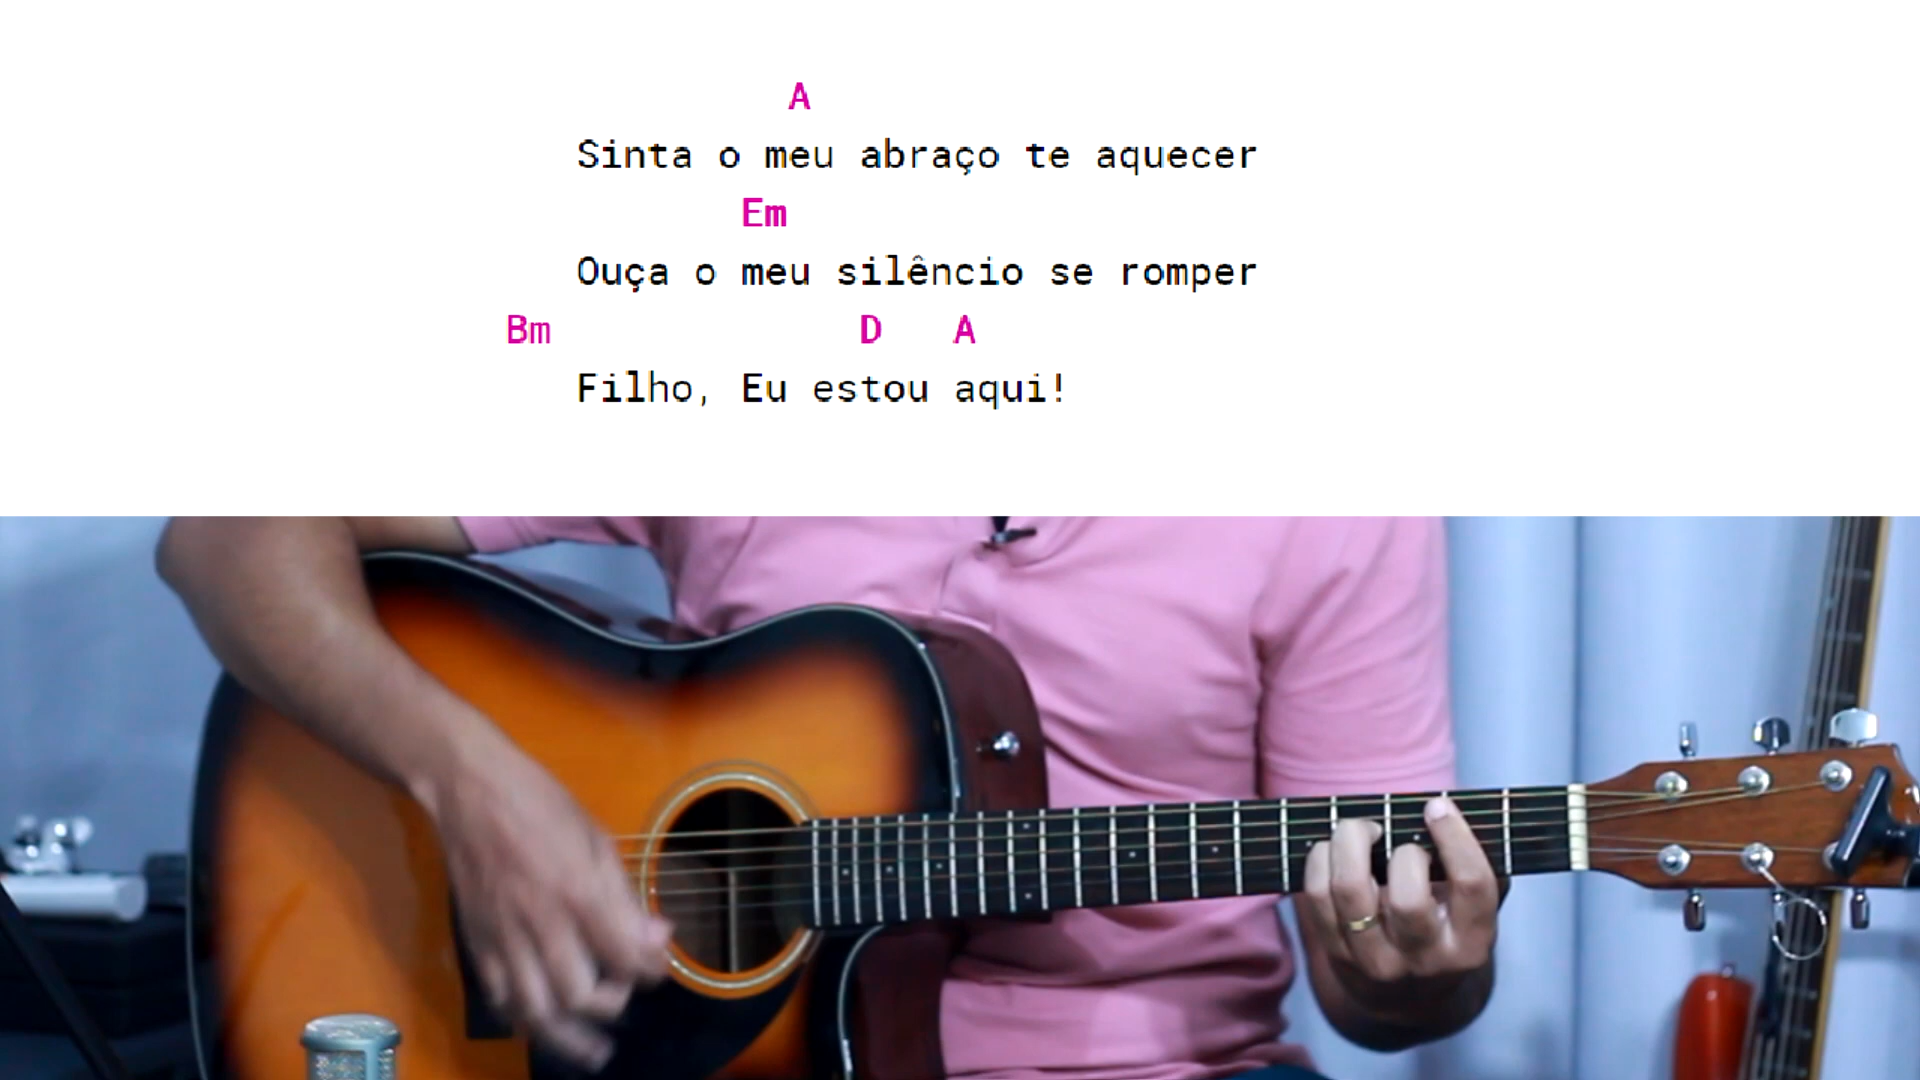 A
Sinta o meu abraço te aquecer
Em
Ouça o meu silêncio se romper
Bm D A
Filho, Eu estou aqui!